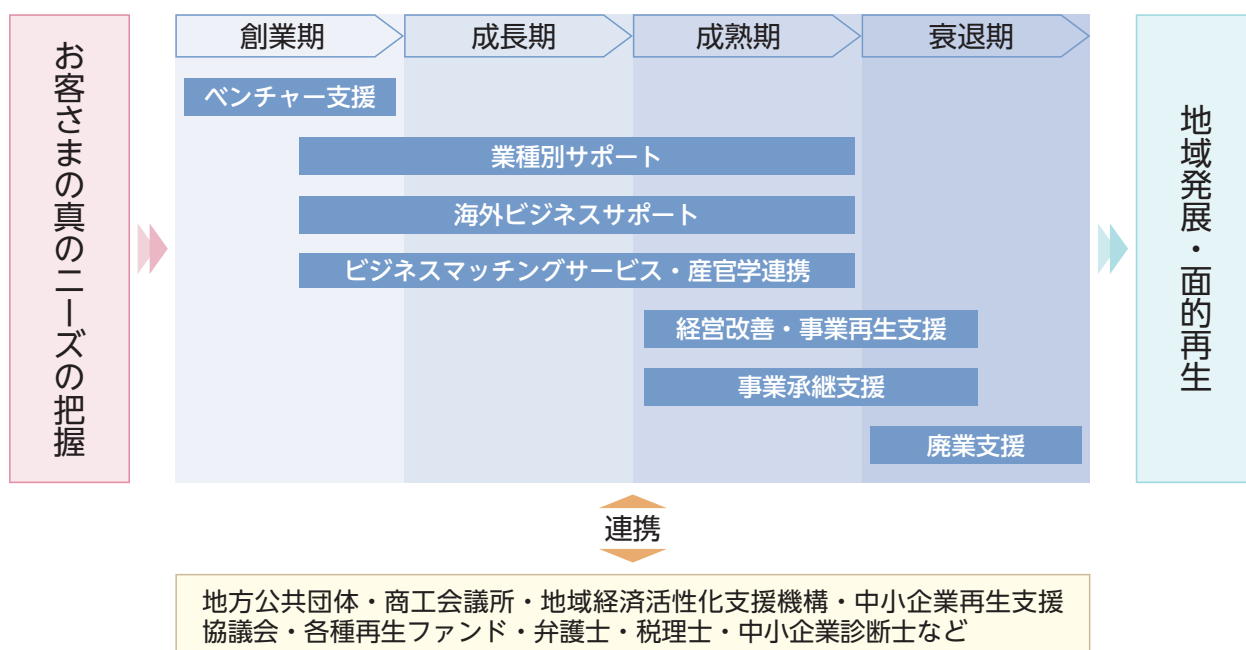 お客さまの真のニーズの把握
創業期
成長期
成熟期
衰退期
ベンチャー支援
業種別サポート
海外ビジネスサポート
ビジネスマッチングサービス・産官学連携
経営改善・事業再生支援
事業承継支援
廃業支援
地域発展・面的再生
連携
地方公共団体・商工会議所・地域経済活性化支援機構・中小企業再生支援
協議会・各種再生ファンド・弁護士・税理士・中小企業診断士など